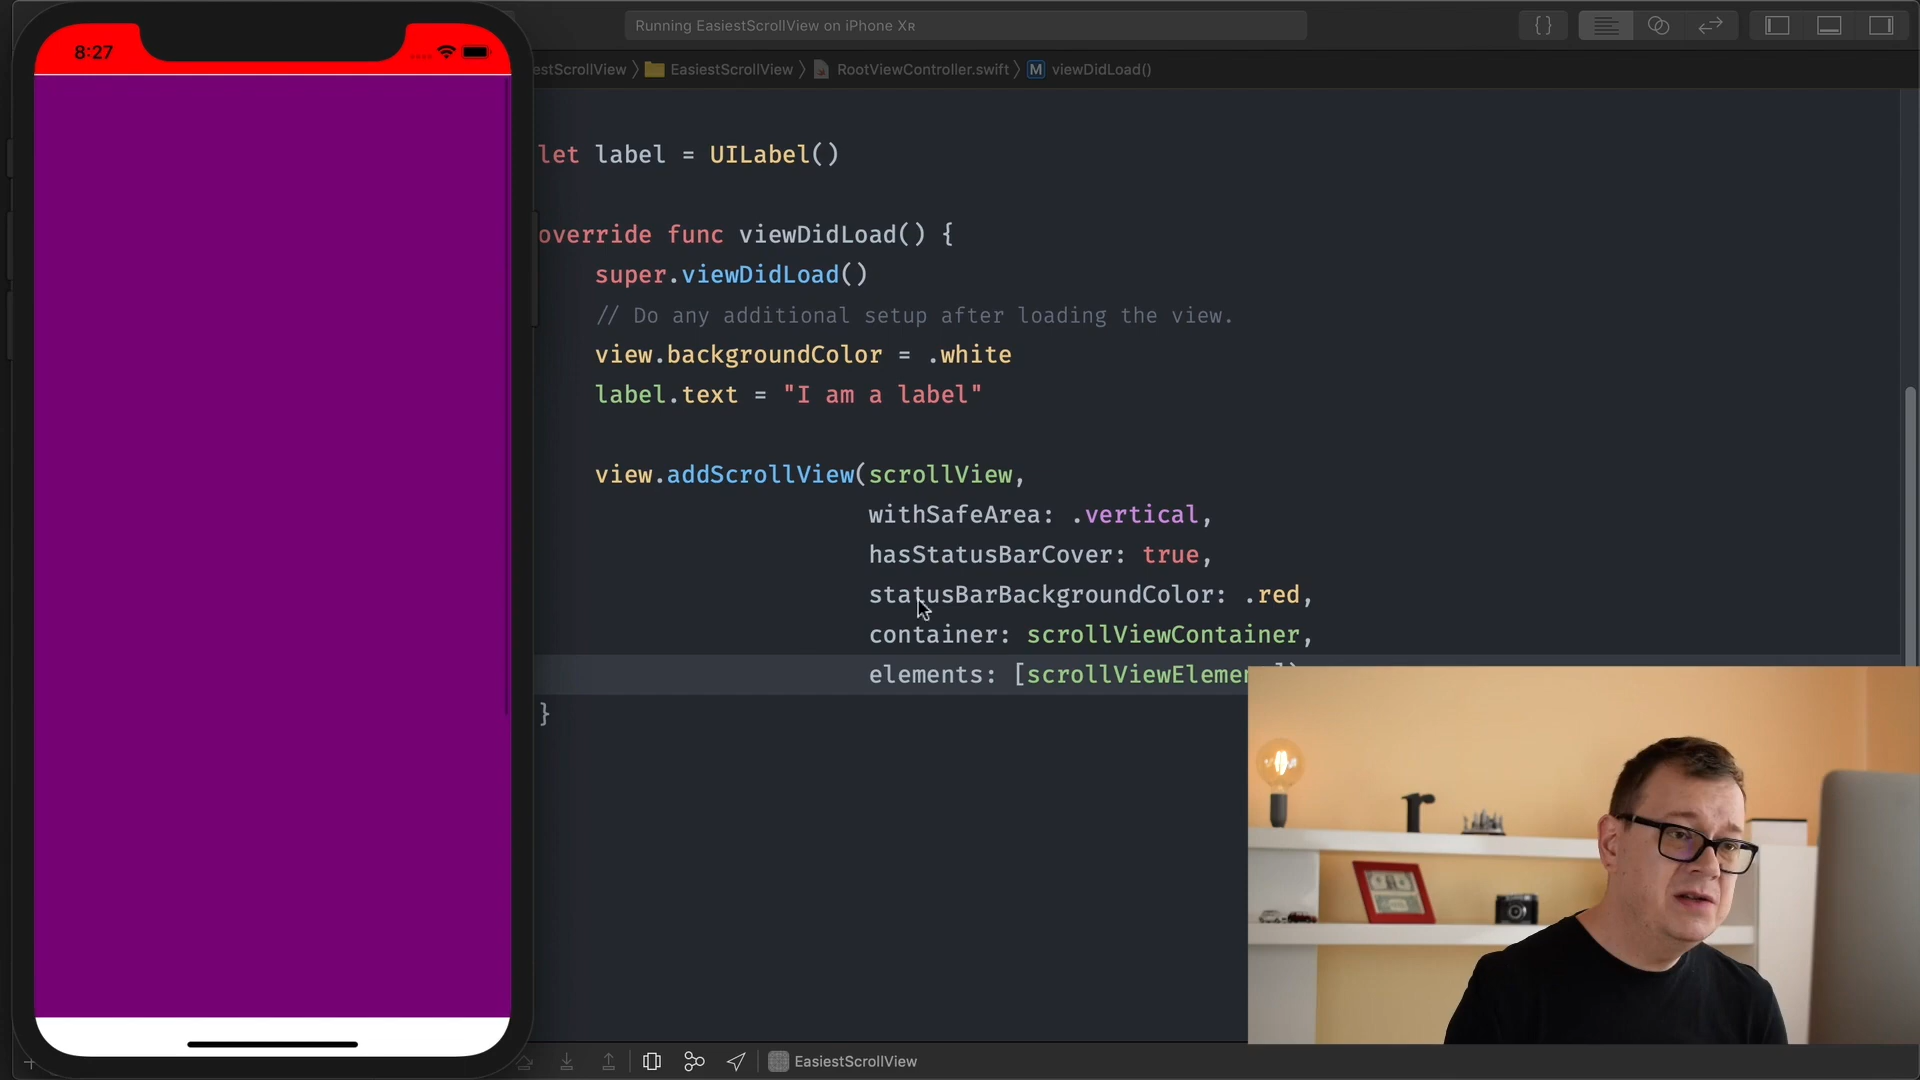 8:27
Running EasiestScrollView on iPhone Xʀ
estScrollView 〉 EasiestScrollView 〉 RootViewController.swift 〉 M viewDidLoad()
let label = UILabel()
override func viewDidLoad() {
super.viewDidLoad()
// Do any additional setup after loading the view.
view.backgroundColor = .white
label.text = "I am a label"
view.addScrollView(scrollView,
withSafeArea: .vertical,
hasStatusBarCover: true,
statusBarBackgroundColor: .red,
container: scrollViewContainer,
elements: [scrollViewElemen
}
EasiestScrollView